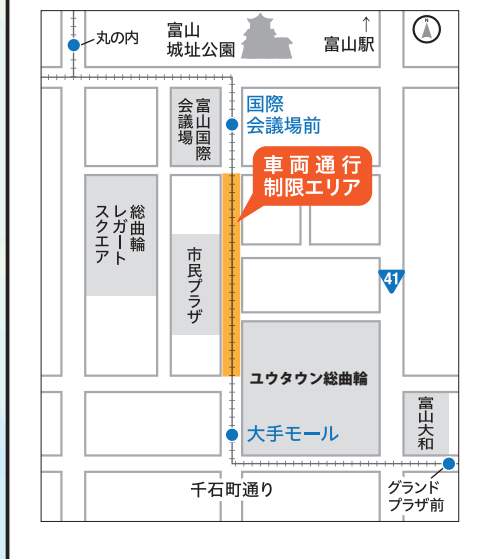 丸の内
富山
城址公園
↑
富山駅
N
富山国際
会議場
国際
会議場前
車両通行
制限エリア
総曲輪
レガート
スクエア
市民プラザ
41
ユウタウン総曲輪
大手モール
富山大和
千石町通り
グランド
プラザ前